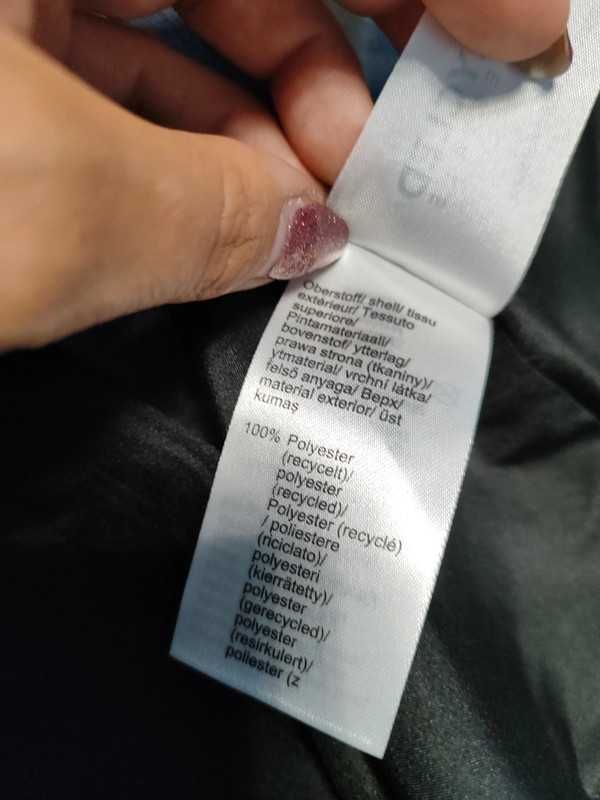 Oberstoff/ shell/ tissu
extérieur/ Tessuto
superiore/
Pintamateriaali/
bovenstof/ ytterlag/
prawa strona (tkaniny)/
ytmaterial/ vrchní látka/
felső anyaga/ Верх/
material exterior/ üst
kumaş
100% Polyester
(recycelt)/
polyester
(recycled)/
Polyester (recyclé)
/ poliestere
(riciclato)/
polyesteri
(kierrätetty)/
polyester
(gerecycled)/
polyester
(resirkulert)/
poliester (z